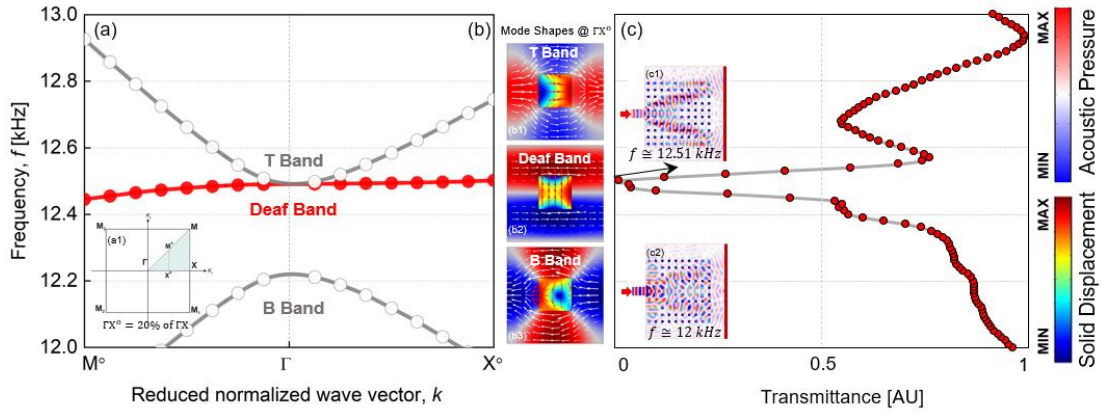 (a)
(b)
(c)
Frequency, f [kHz]
13.0
12.8
12.6
12.4
12.2
12.0
T Band
Deaf Band
B Band
(a1)
M
M°
Γ
X
X°
ΓX° = 20% of ΓX
M°
Γ
X°
Reduced normalized wave vector, k
Mode Shapes @ ΓX°
T Band
(b1)
Deaf Band
(b2)
B Band
(b3)
(c1)
f ≅ 12.51 kHz
(c2)
f ≅ 12 kHz
0
0.5
1
Transmittance [AU]
MAX
MIN
Acoustic Pressure
MAX
MIN
Solid Displacement